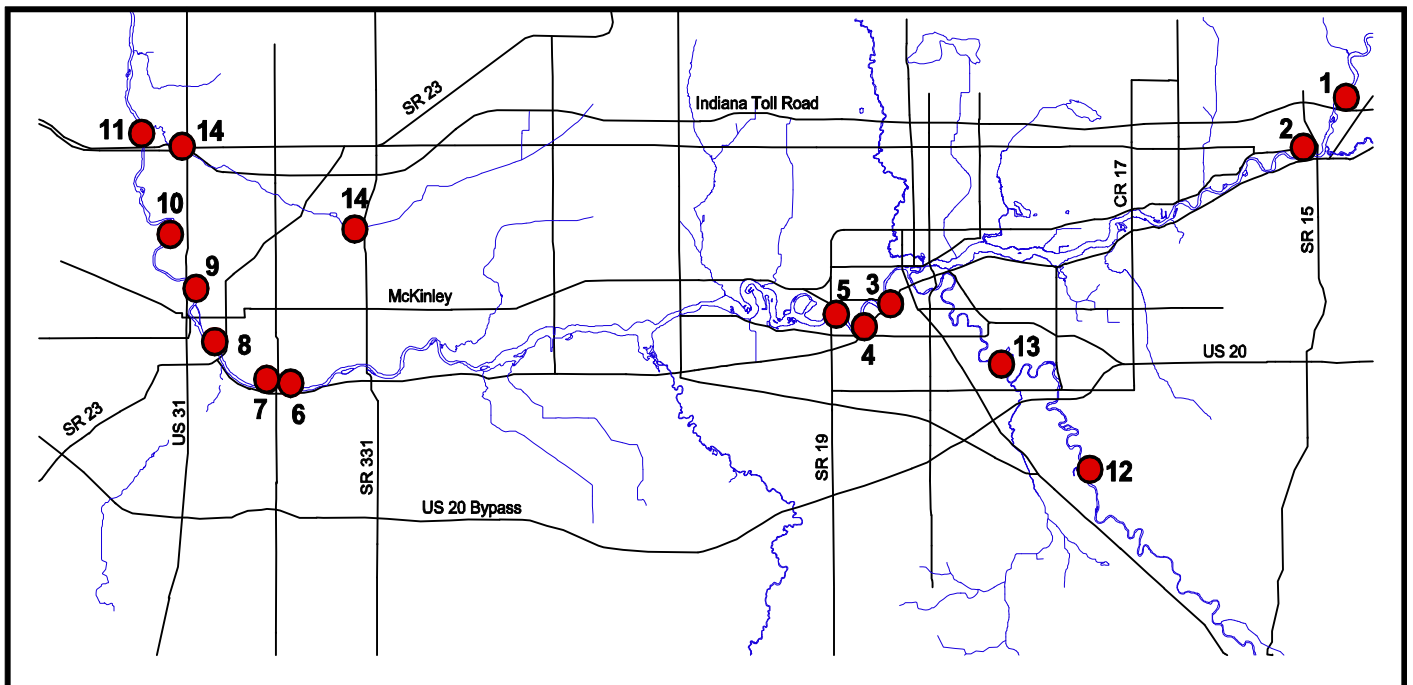 SR 23
Indiana Toll Road
1
11
14
2
CR 17
14
10
SR 15
9
McKinley
3
5
8
4
US 20
13
7
6
SR 23
US 31
SR 331
SR 19
12
US 20 Bypass